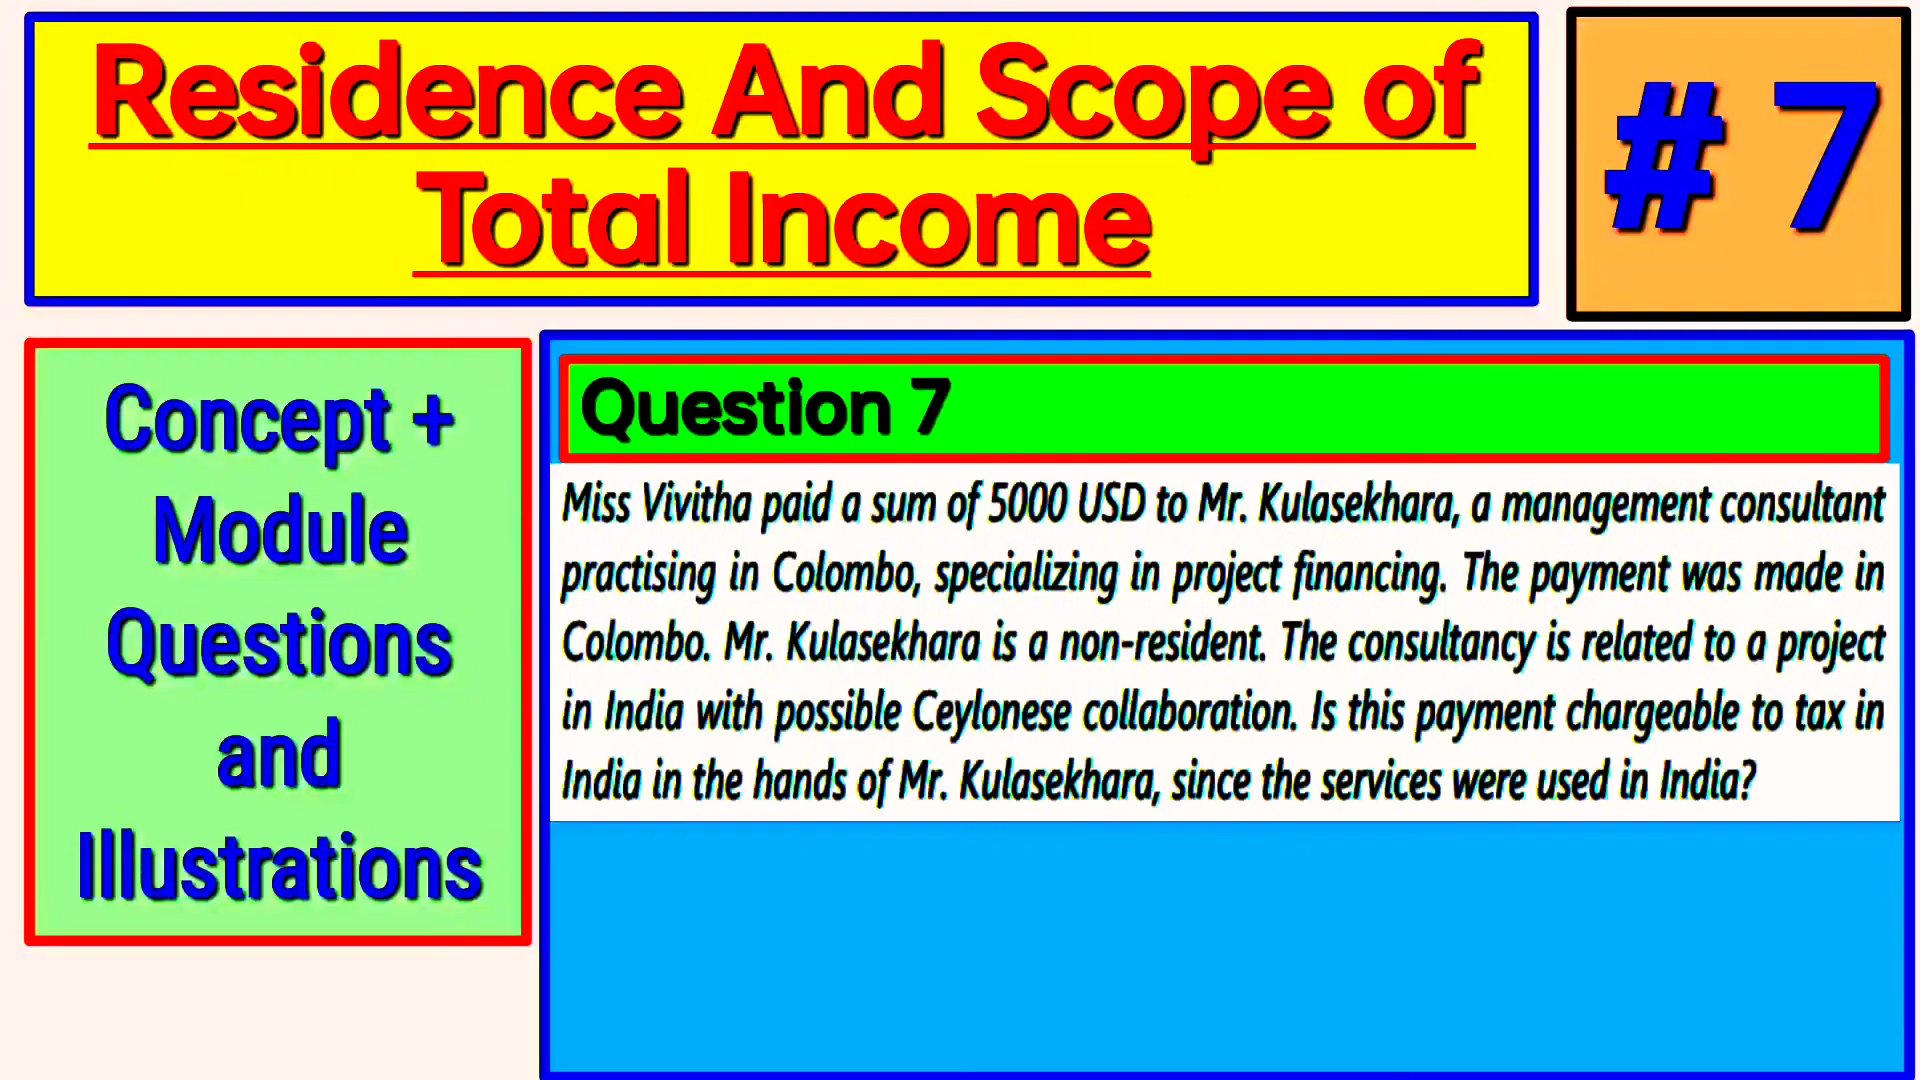 Residence And Scope of
Total Income
# 7
Concept +
Module
Questions
and
Illustrations
Question 7
Miss Vivitha paid a sum of 5000 USD to Mr. Kulasekhara, a management consultant
practising in Colombo, specializing in project financing. The payment was made in
Colombo. Mr. Kulasekhara is a non-resident. The consultancy is related to a project
in India with possible Ceylonese collaboration. Is this payment chargeable to tax in
India in the hands of Mr. Kulasekhara, since the services were used in India?